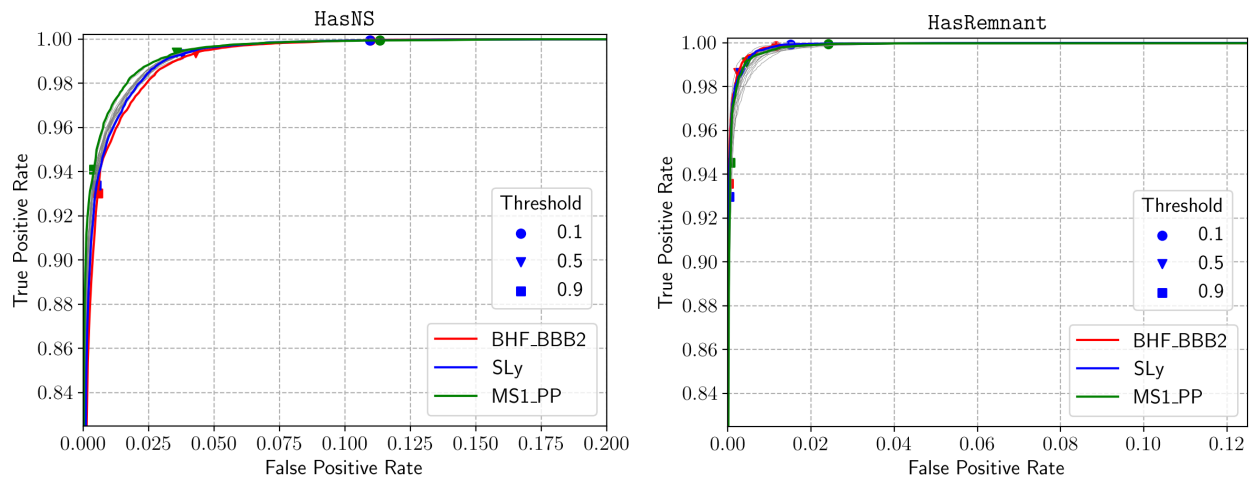 HasNS
1.00
0.98
0.96
0.94
0.92
0.90
0.88
0.86
0.84
True Positive Rate
0.000 0.025 0.050 0.075 0.100 0.125 0.150 0.175 0.200
False Positive Rate
Threshold
0.1
0.5
0.9
BHF_BBB2
SLy
MS1_PP
HasRemnant
1.00
0.98
0.96
0.94
0.92
0.90
0.88
0.86
0.84
True Positive Rate
0.00 0.02 0.04 0.06 0.08 0.10 0.12
False Positive Rate
Threshold
0.1
0.5
0.9
BHF_BBB2
SLy
MS1_PP